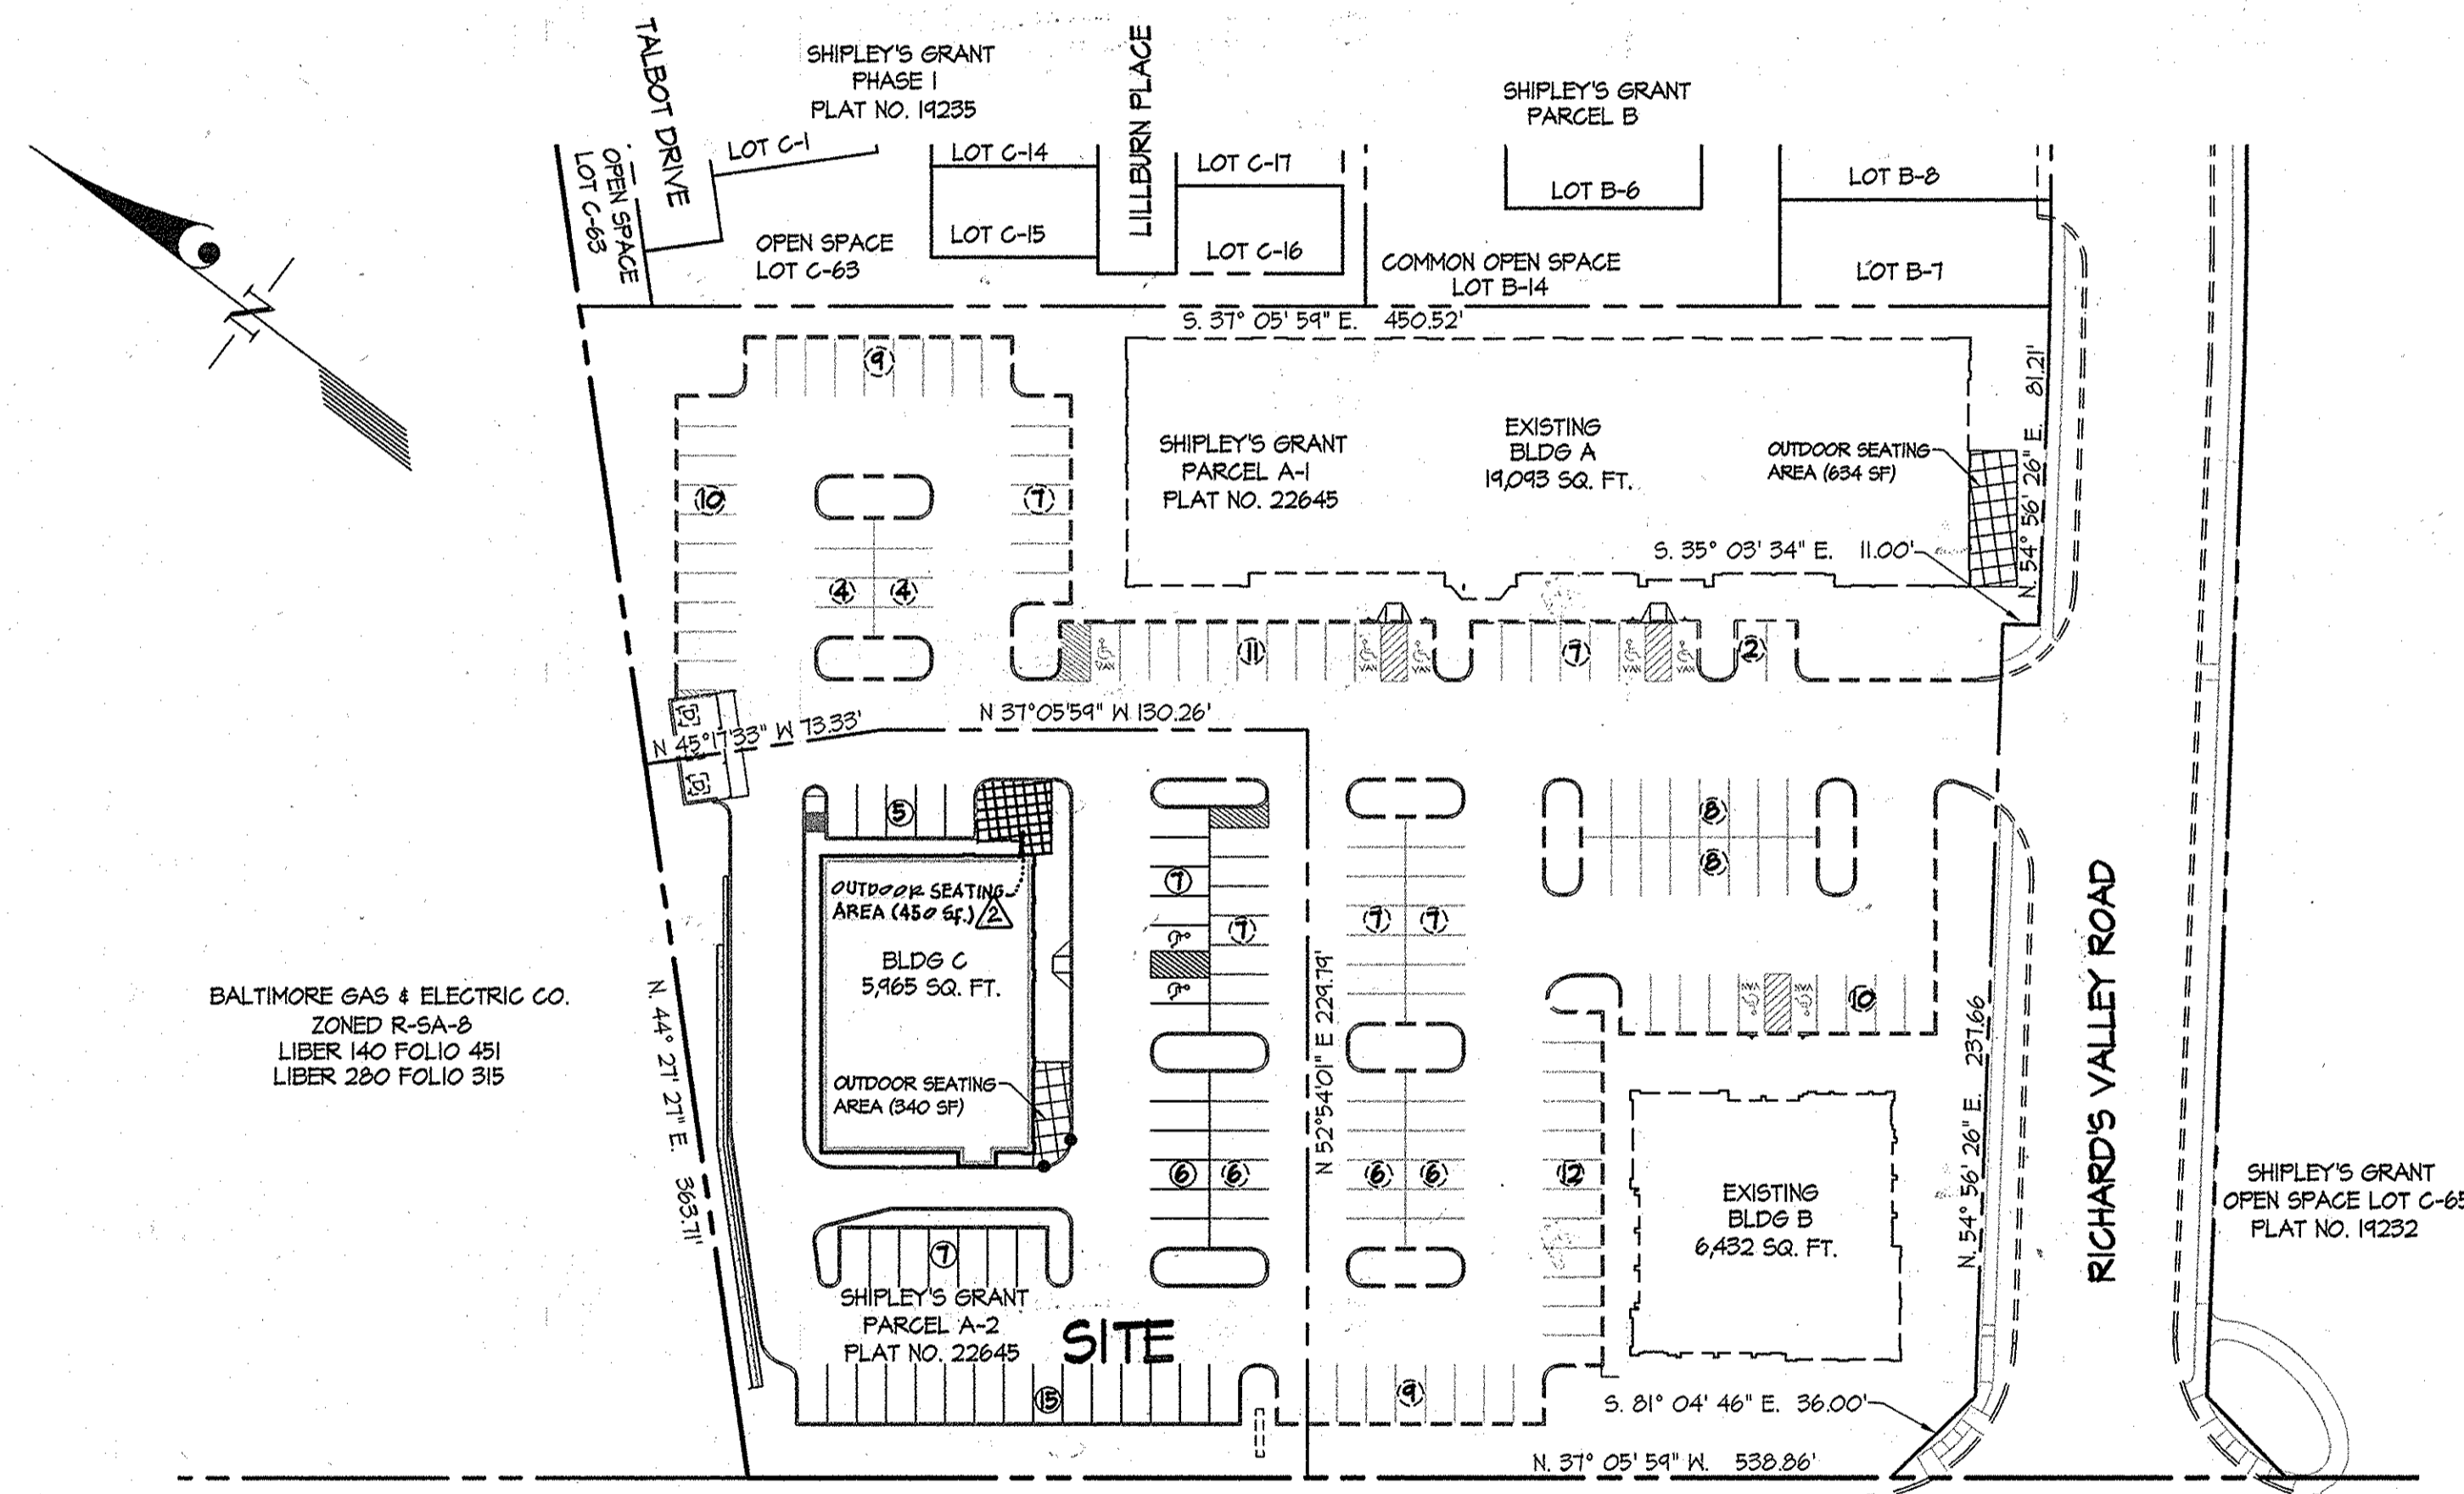 TALBOT DRIVE
SHIPLEY'S GRANT
PHASE I
PLAT NO. 19235
LILLBURN PLACE
SHIPLEY'S GRANT
PARCEL B
OPEN SPACE
LOT C-63
LOT C-1
LOT C-14
LOT C-17
LOT B-6
LOT B-8
OPEN SPACE
LOT C-63
LOT C-15
LOT C-16
COMMON OPEN SPACE
LOT B-14
LOT B-7
N
S. 37° 05' 59" E. 450.52'
9
N. 54° 56' 26" E. 81.21'
SHIPLEY'S GRANT
PARCEL A-1
PLAT NO. 22645
EXISTING
BLDG A
19,093 SQ. FT.
OUTDOOR SEATING
AREA (634 SF)
10
7
S. 35° 03' 34" E. 11.00'
4
4
VAN
11
VAN
VAN
7
VAN
VAN
2
N 37°05'59" W 130.26'
N 45°17'33" W 73.33'
D
D
5
8
8
OUTDOOR SEATING
AREA (450 SF.) 2
7
7
7
7
BLDG C
5,965 SQ. FT.
BALTIMORE GAS & ELECTRIC CO.
ZONED R-SA-8
LIBER 140 FOLIO 451
LIBER 280 FOLIO 315
N. 44° 27' 27" E. 363.71'
N 52°54'01" E 229.79'
VAN
VAN
10
N. 54° 56' 26" E. 237.66
RICHARD'S VALLEY ROAD
OUTDOOR SEATING
AREA (340 SF)
6
6
6
6
12
EXISTING
BLDG B
6,432 SQ. FT.
SHIPLEY'S GRANT
OPEN SPACE LOT C-65
PLAT NO. 19232
7
SHIPLEY'S GRANT
PARCEL A-2
PLAT NO. 22645
SITE
15
9
S. 81° 04' 46" E. 36.00'
N. 37° 05' 59" W. 538.86'